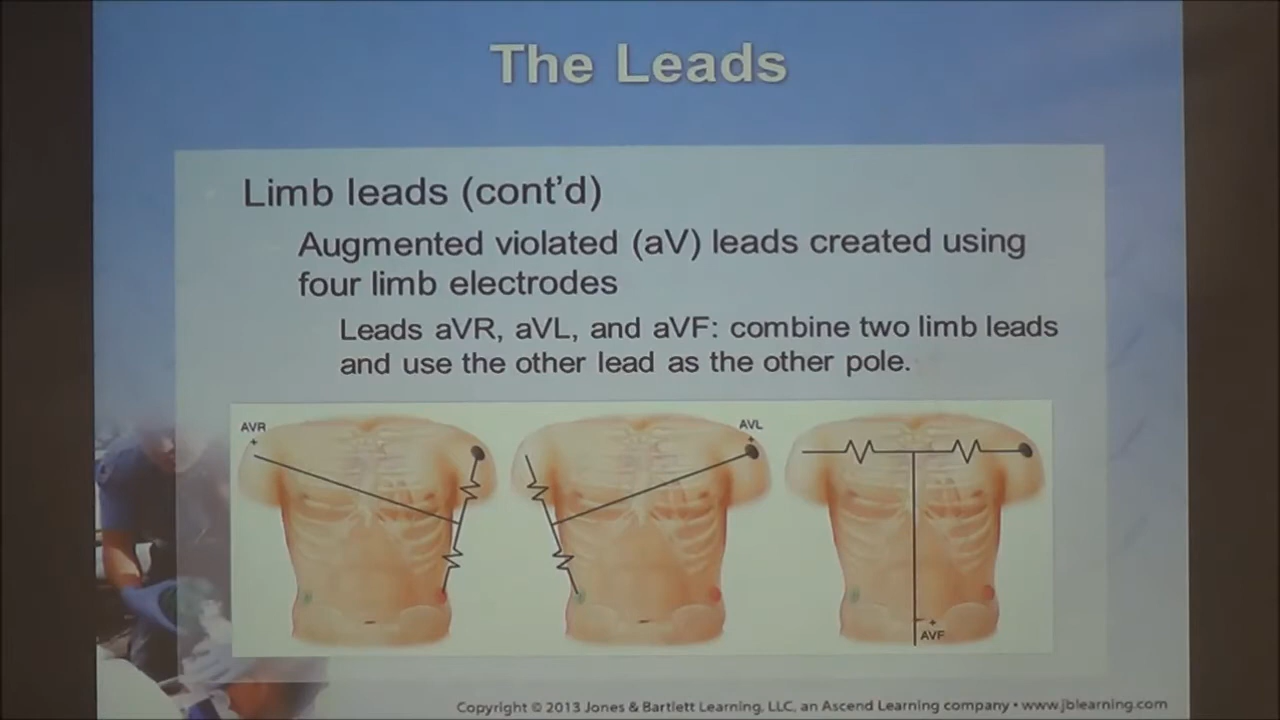 The Leads
Limb leads (cont'd)
Augmented violated (aV) leads created using
four limb electrodes
Leads aVR, aVL, and aVF: combine two limb leads
and use the other lead as the other pole.
AVR
+
AVL
+
+
AVF
Copyright © 2013 Jones & Bartlett Learning, LLC, an Ascend Learning company • www.jblearning.com